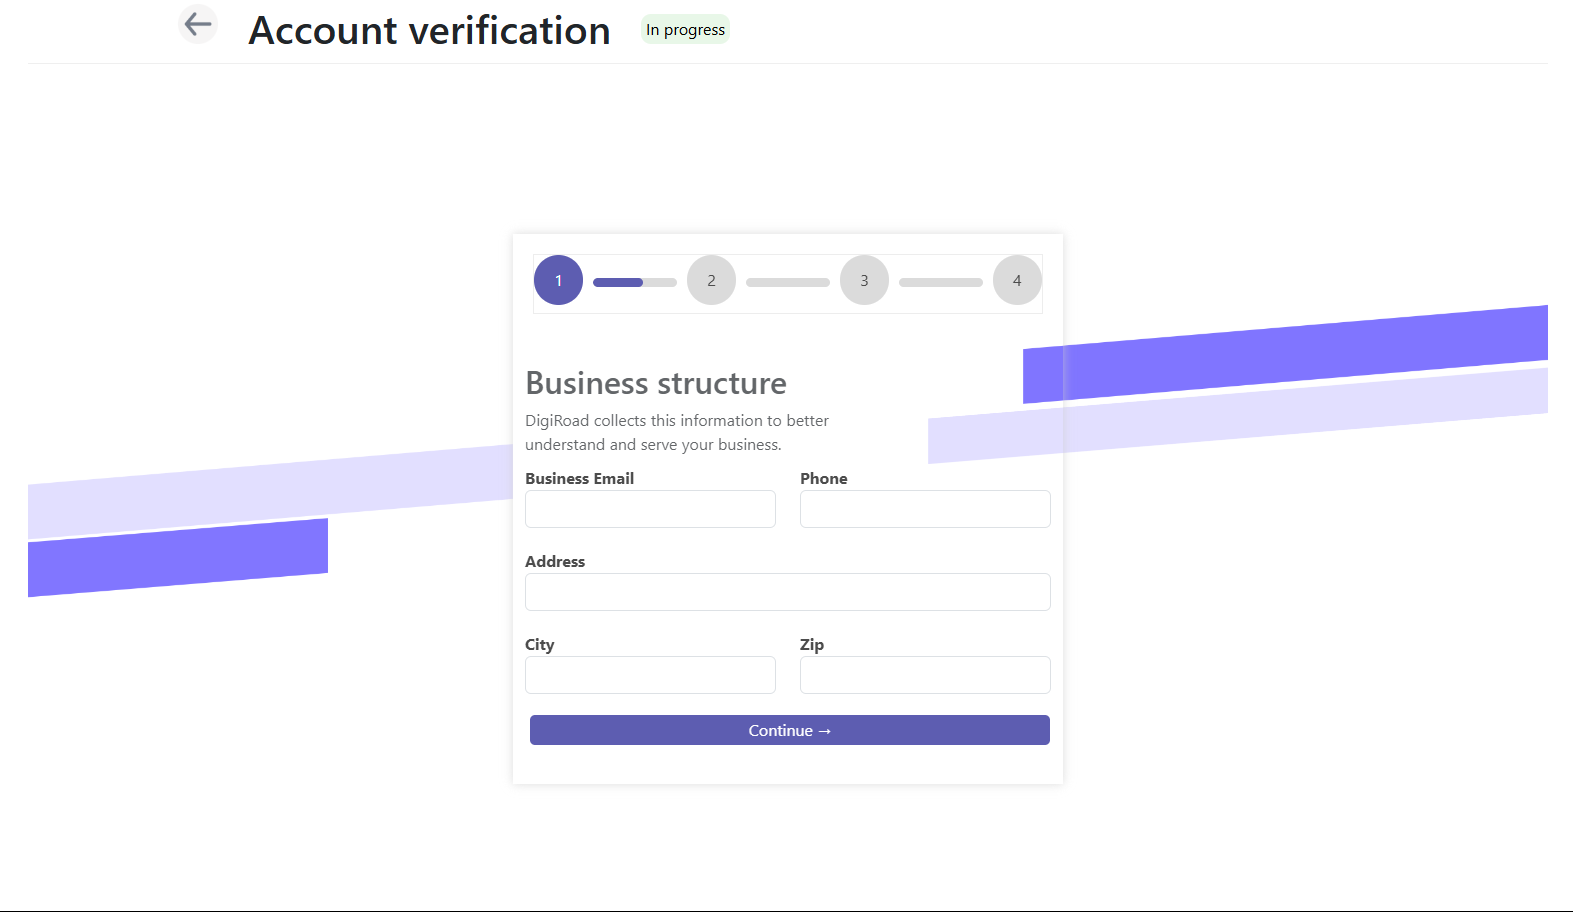 Account verification
In progress
1 2 3 4
Business structure
DigiRoad collects this information to better
understand and serve your business.
Business Email Phone
Address
City Zip
Continue →